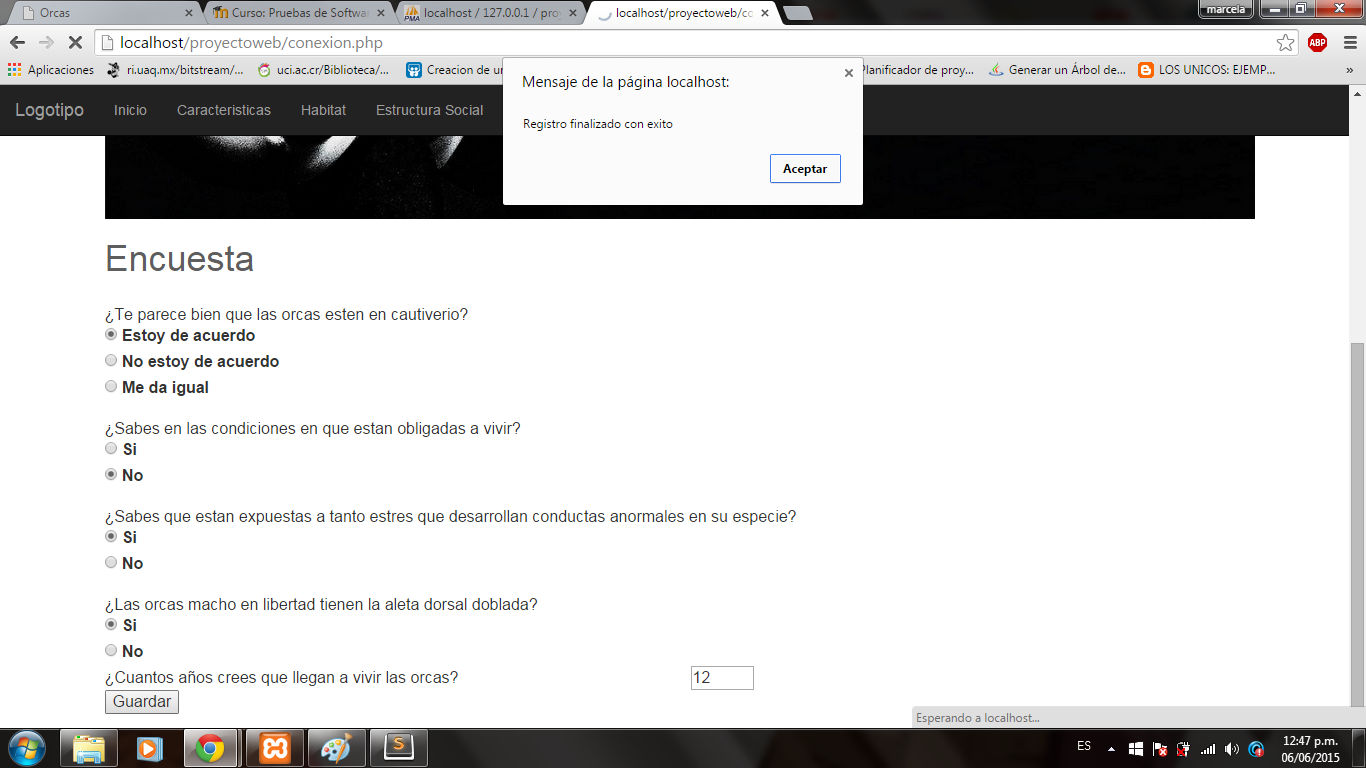 Orcas
Curso: Pruebas de Softwa
localhost / 127.0.0.1 / pro
localhost/proyectoweb/co
marcela
localhost/proyectoweb/conexion.php
ABP
Aplicaciones
ri.uaq.mx/bitstream/...
uci.ac.cr/Biblioteca/...
Creacion de un
Planificador de proy...
Generar un Árbol de...
LOS UNICOS: EJEMP...
»
Mensaje de la página localhost:
Registro finalizado con exito
Aceptar
Logotipo
Inicio
Caracteristicas
Habitat
Estructura Social
Encuesta
¿Te parece bien que las orcas esten en cautiverio?
Estoy de acuerdo
No estoy de acuerdo
Me da igual
¿Sabes en las condiciones en que estan obligadas a vivir?
Si
No
¿Sabes que estan expuestas a tanto estres que desarrollan conductas anormales en su especie?
Si
No
¿Las orcas macho en libertad tienen la aleta dorsal doblada?
Si
No
¿Cuantos años crees que llegan a vivir las orcas? 12
Guardar
Esperando a localhost...
ES
12:47 p.m.
06/06/2015